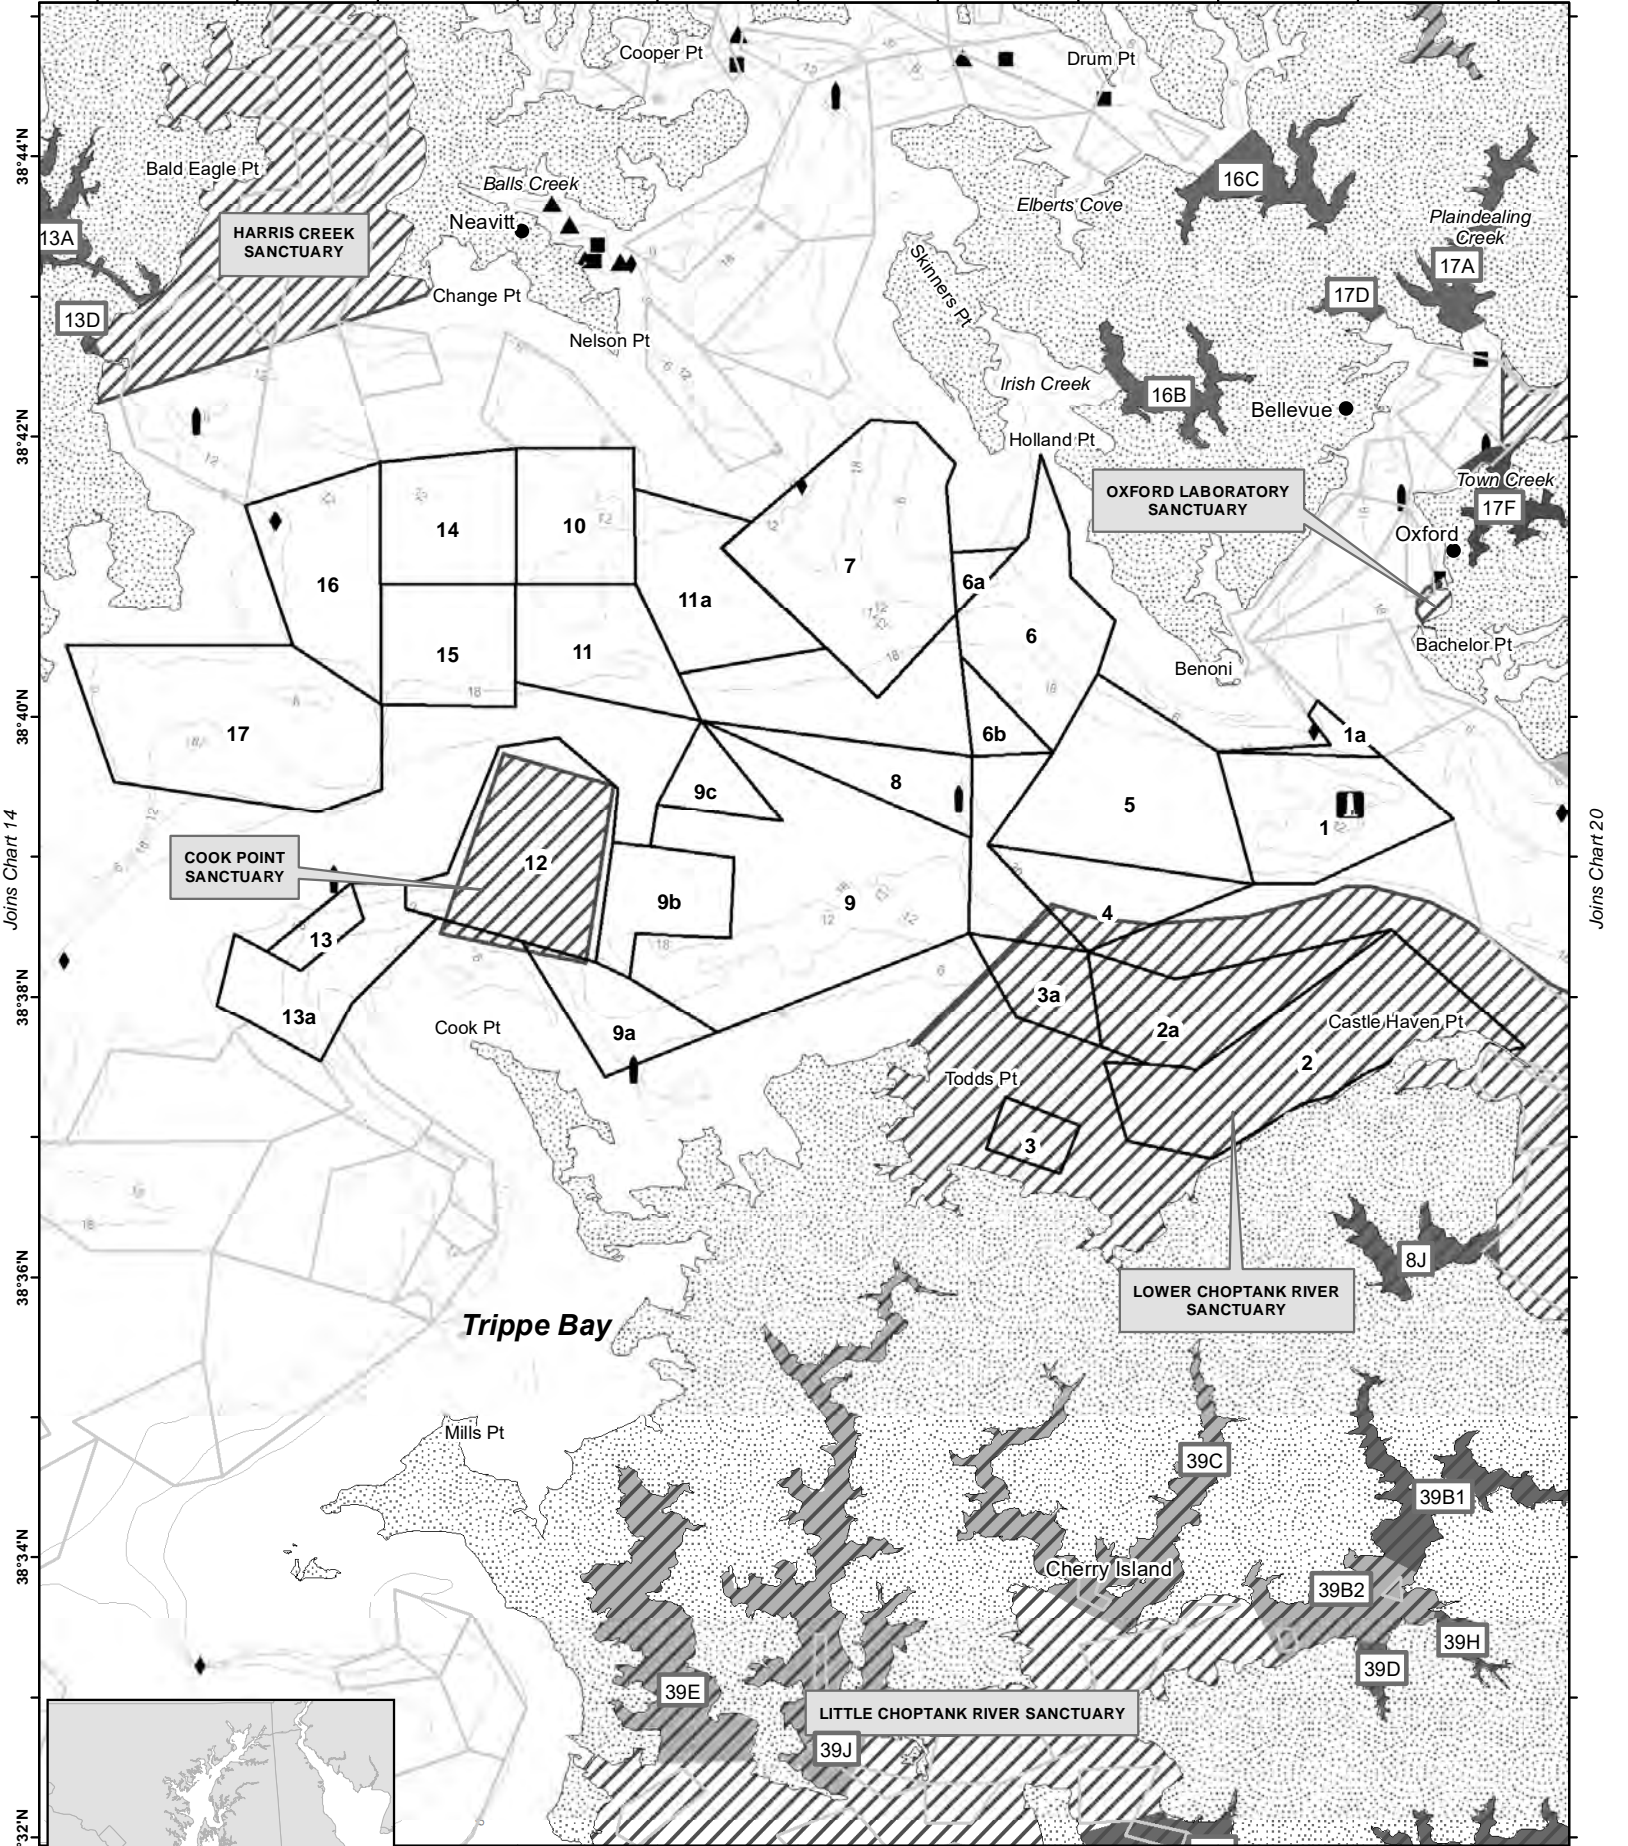 Cooper Pt
Drum Pt
38°44'N
Bald Eagle Pt
16C
Balls Creek
Elberts Cove
Neavitt
Plaindealing
Creek
13A
HARRIS CREEK
SANCTUARY
17A
Skinners Pt
Change Pt
17D
13D
Nelson Pt
Irish Creek
16B
Bellevue
38°42'N
Holland Pt
OXFORD LABORATORY
SANCTUARY
Town Creek
17F
14
10
Oxford
7
16
6a
11a
6
15
11
Bachelor Pt
Benoni
38°40'N
17
6b
1a
8
9c
5
1
Joins Chart 14
Joins Chart 20
COOK POINT
SANCTUARY
12
9b
9
4
13
38°38'N
3a
13a
Cook Pt
9a
2a
Castle Haven Pt
2
Todds Pt
3
8J
38°36'N
LOWER CHOPTANK RIVER
SANCTUARY
Trippe Bay
Mills Pt
39C
39B1
38°34'N
Cherry Island
39B2
39H
39D
39E
LITTLE CHOPTANK RIVER SANCTUARY
39J
°32'N